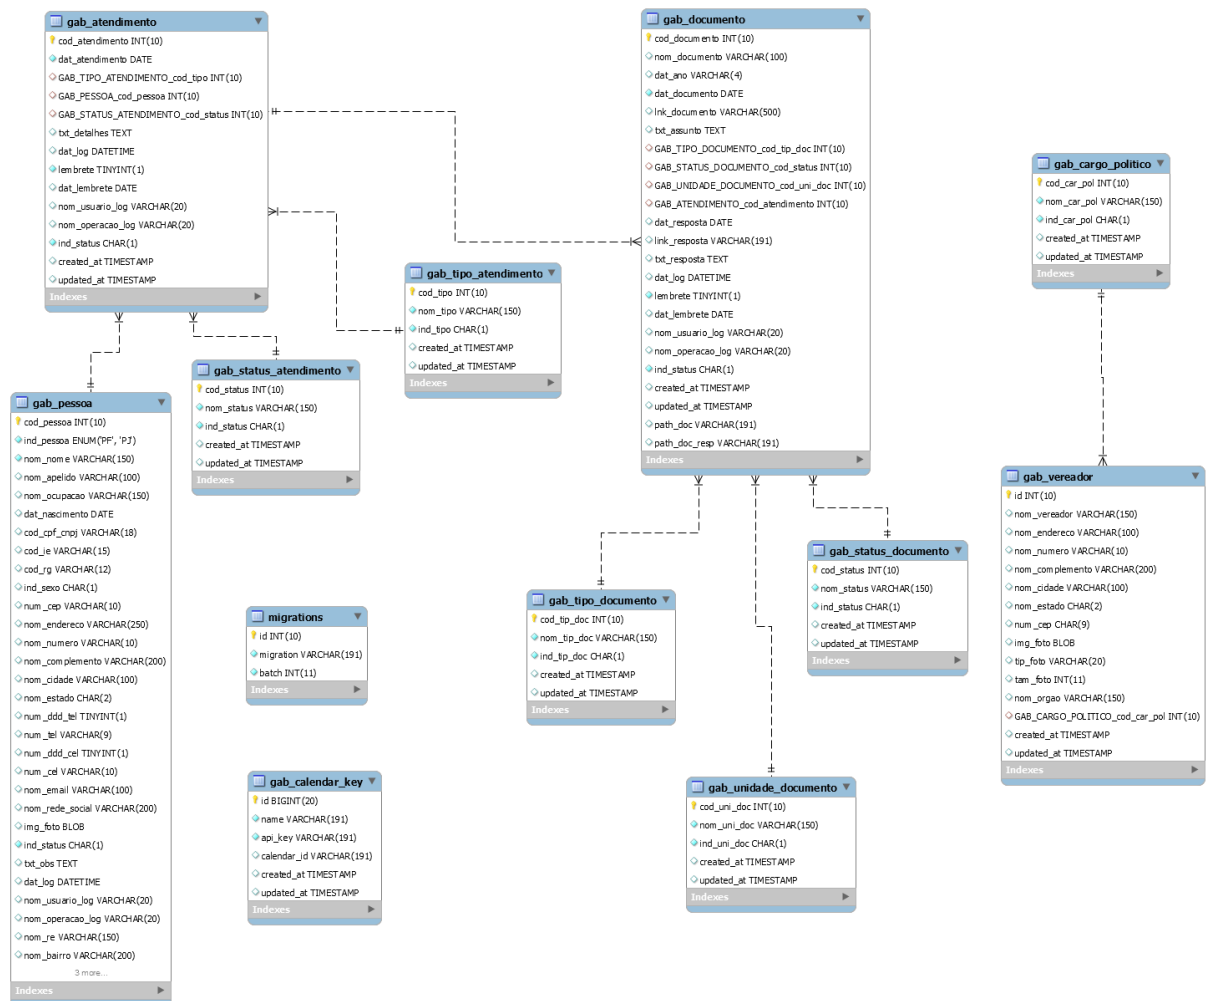 gab_atendimento
cod_atendimento INT(10)
dat_atendimento DATE
GAB_TIPO_ATENDIMENTO_cod_tipo INT(10)
GAB_PESSOA_cod_pessoa INT(10)
GAB_STATUS_ATENDIMENTO_cod_status INT(10)
txt_detalhes TEXT
dat_log DATETIME
lembrete TINYINT(1)
dat_lembrete DATE
nom_usuario_log VARCHAR(20)
nom_operacao_log VARCHAR(20)
ind_status CHAR(1)
created_at TIMESTAMP
updated_at TIMESTAMP
Indexes
gab_documento
cod_documento INT(10)
nom_documento VARCHAR(100)
dat_ano VARCHAR(4)
dat_documento DATE
lnk_documento VARCHAR(500)
txt_assunto TEXT
GAB_TIPO_DOCUMENTO_cod_tip_doc INT(10)
GAB_STATUS_DOCUMENTO_cod_status INT(10)
GAB_UNIDADE_DOCUMENTO_cod_uni_doc INT(10)
GAB_ATENDIMENTO_cod_atendimento INT(10)
dat_resposta DATE
link_resposta VARCHAR(191)
txt_resposta TEXT
dat_log DATETIME
lembrete TINYINT(1)
dat_lembrete DATE
nom_usuario_log VARCHAR(20)
nom_operacao_log VARCHAR(20)
ind_status CHAR(1)
created_at TIMESTAMP
updated_at TIMESTAMP
path_doc VARCHAR(191)
path_doc_resp VARCHAR(191)
Indexes
gab_cargo_politico
cod_car_pol INT(10)
nom_car_pol VARCHAR(150)
ind_car_pol CHAR(1)
created_at TIMESTAMP
updated_at TIMESTAMP
Indexes
gab_tipo_atendimento
cod_tipo INT(10)
nom_tipo VARCHAR(150)
ind_tipo CHAR(1)
created_at TIMESTAMP
updated_at TIMESTAMP
Indexes
gab_status_atendimento
cod_status INT(10)
nom_status VARCHAR(150)
ind_status CHAR(1)
created_at TIMESTAMP
updated_at TIMESTAMP
Indexes
gab_pessoa
cod_pessoa INT(10)
ind_pessoa ENUM('PF', 'PJ')
nom_nome VARCHAR(150)
nom_apelido VARCHAR(100)
nom_ocupacao VARCHAR(150)
dat_nascimento DATE
cod_cpf_cnpj VARCHAR(18)
cod_ie VARCHAR(15)
cod_rg VARCHAR(12)
ind_sexo CHAR(1)
num_cep VARCHAR(10)
nom_endereco VARCHAR(250)
nom_numero VARCHAR(10)
nom_complemento VARCHAR(200)
nom_cidade VARCHAR(100)
nom_estado CHAR(2)
num_ddd_tel TINYINT(1)
num_tel VARCHAR(9)
num_ddd_cel TINYINT(1)
num_cel VARCHAR(10)
nom_email VARCHAR(100)
nom_rede_social VARCHAR(200)
img_foto BLOB
ind_status CHAR(1)
txt_obs TEXT
dat_log DATETIME
nom_usuario_log VARCHAR(20)
nom_operacao_log VARCHAR(20)
nom_re VARCHAR(150)
nom_bairro VARCHAR(200)
3 more...
Indexes
gab_vereador
id INT(10)
nom_vereador VARCHAR(150)
nom_endereco VARCHAR(100)
nom_numero VARCHAR(10)
nom_complemento VARCHAR(200)
nom_cidade VARCHAR(100)
nom_estado CHAR(2)
num_cep VARCHAR(9)
img_foto BLOB
tip_foto VARCHAR(20)
tam_foto INT(11)
nom_orgao VARCHAR(150)
GAB_CARGO_POLITICO_cod_car_pol INT(10)
created_at TIMESTAMP
updated_at TIMESTAMP
Indexes
gab_status_documento
cod_status INT(10)
nom_status VARCHAR(150)
ind_status CHAR(1)
created_at TIMESTAMP
updated_at TIMESTAMP
Indexes
gab_tipo_documento
cod_tip_doc INT(10)
nom_tip_doc VARCHAR(150)
ind_tip_doc CHAR(1)
created_at TIMESTAMP
updated_at TIMESTAMP
Indexes
migrations
id INT(10)
migration VARCHAR(191)
batch INT(11)
Indexes
gab_calendar_key
id BIGINT(20)
name VARCHAR(191)
api_key VARCHAR(191)
calendar_id VARCHAR(191)
created_at TIMESTAMP
updated_at TIMESTAMP
Indexes
gab_unidade_documento
cod_uni_doc INT(10)
nom_uni_doc VARCHAR(150)
ind_uni_doc CHAR(1)
created_at TIMESTAMP
updated_at TIMESTAMP
Indexes